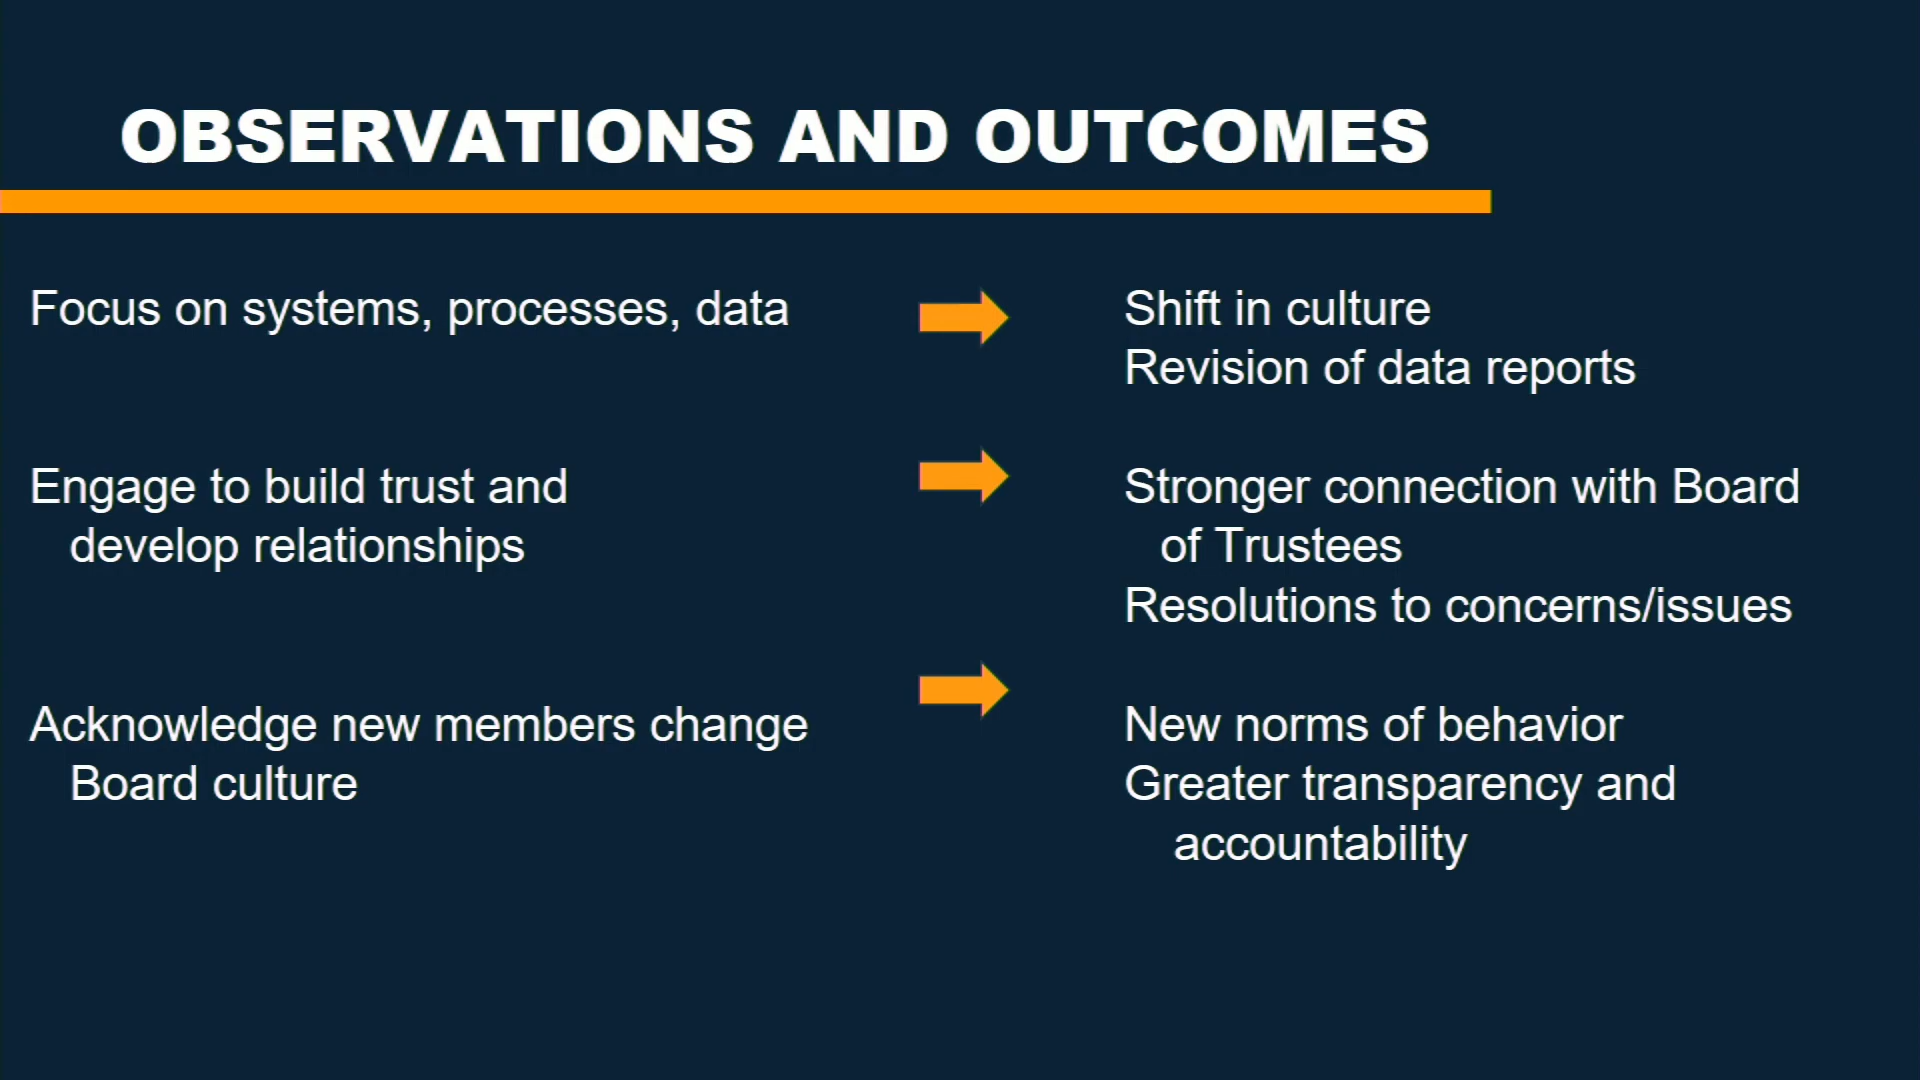 OBSERVATIONS AND OUTCOMES
Focus on systems, processes, data
Shift in culture
Revision of data reports
Engage to build trust and
develop relationships
Stronger connection with Board
of Trustees
Resolutions to concerns/issues
Acknowledge new members change
Board culture
New norms of behavior
Greater transparency and
accountability